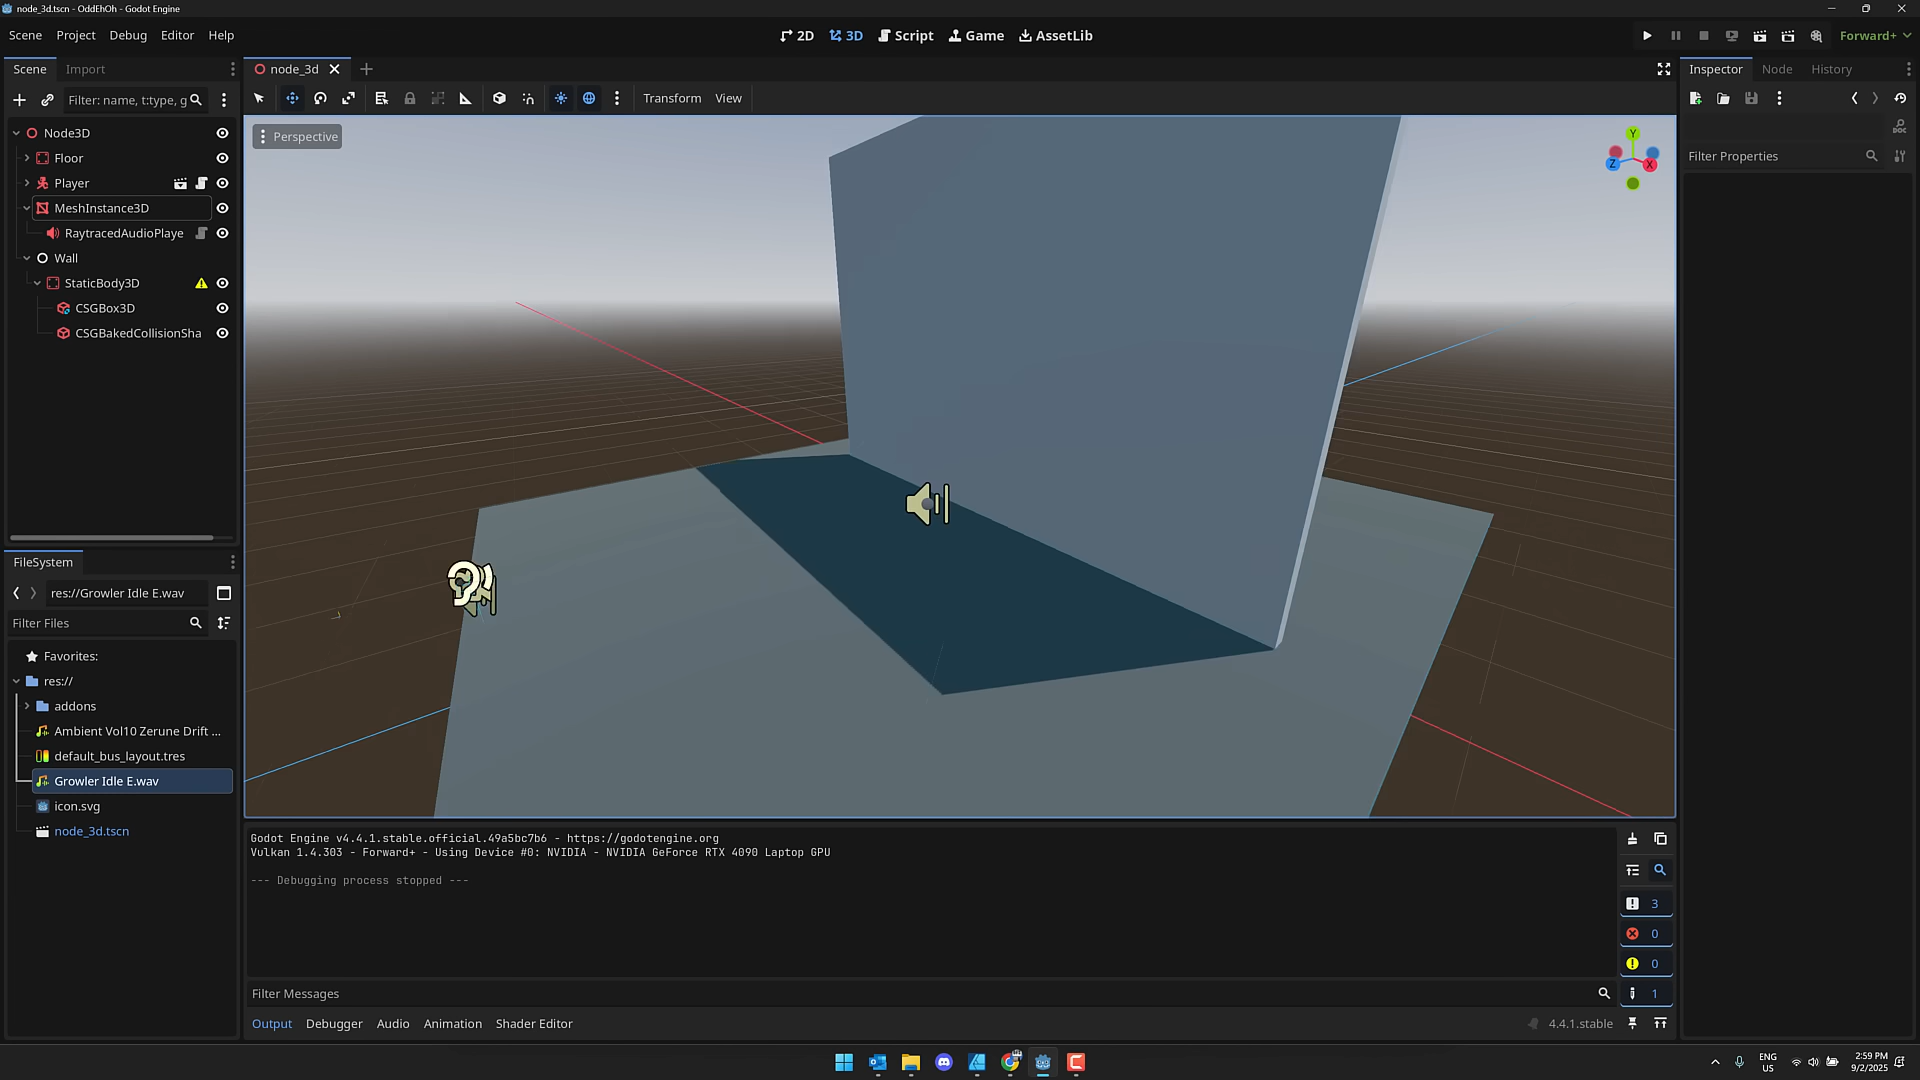 node_3d.tscn - OddEhOh - Godot Engine
Scene Project Debug Editor Help
2D 3D Script Game AssetLib
Forward+
Scene Import
node_3d
Inspector Node History
Filter: name, t:type, g
Transform View
Node3D
Perspective
Y
Z
X
DOC
Filter Properties
Floor
Player
MeshInstance3D
RaytracedAudioPlaye
Wall
StaticBody3D
CSGBox3D
CSGBakedCollisionSha
FileSystem
res://Growler Idle E.wav
Filter Files
Favorites:
res://
addons
Ambient Vol10 Zerune Drift ...
default_bus_layout.tres
Growler Idle E.wav
icon.svg
node_3d.tscn
Godot Engine v4.4.1.stable.official.49a5bc7b6 - https://godotengine.org
Vulkan 1.4.303 - Forward+ - Using Device #0: NVIDIA - NVIDIA GeForce RTX 4090 Laptop GPU
--- Debugging process stopped ---
3
0
0
1
Filter Messages
Output Debugger Audio Animation Shader Editor
4.4.1.stable
ENG
US
2:59 PM
9/2/2025